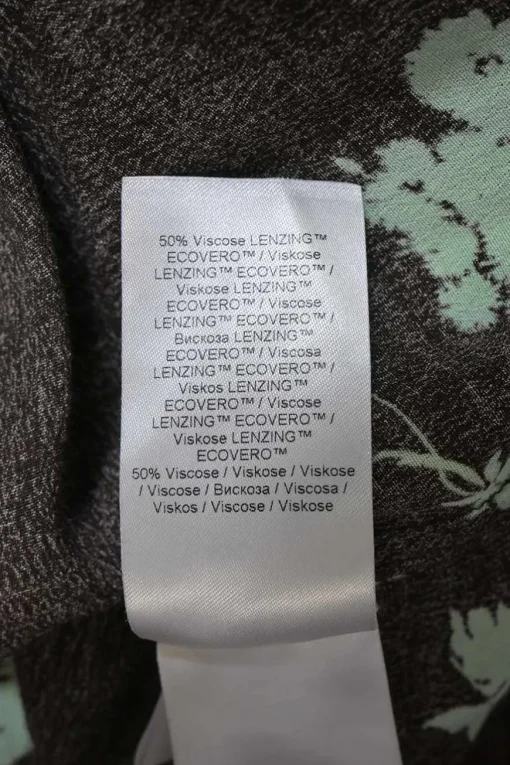 50% Viscose LENZING™
ECOVERO™ / Viskose
LENZING™ ECOVERO™ /
Viskose LENZING™
ECOVERO™ / Viscose
LENZING™ ECOVERO™ /
Вискоза LENZING™
ECOVERO™ / Viscosa
LENZING™ ECOVERO™ /
Viskos LENZING™
ECOVERO™ / Viscose
LENZING™ ECOVERO™ /
Viskose LENZING™
ECOVERO™
50% Viscose / Viskose / Viskose
/ Viscose / Вискоза / Viscosa /
Viskos / Viscose / Viskose